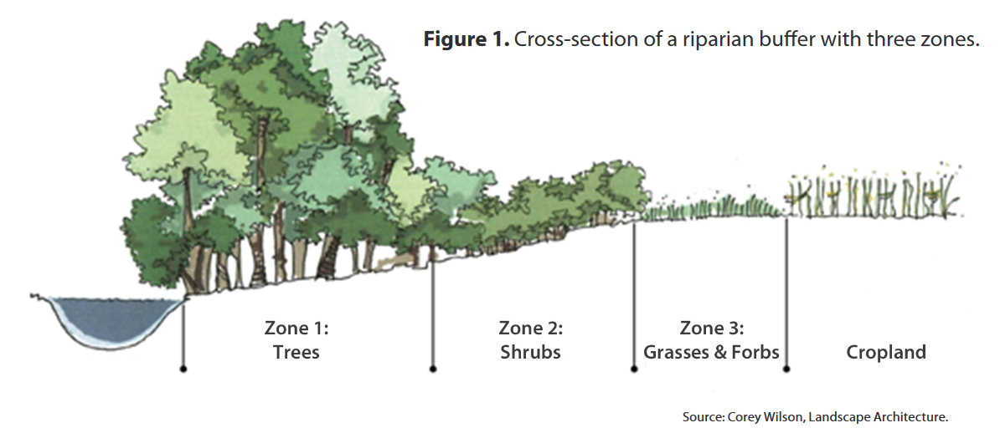 Figure 1. Cross-section of a riparian buffer with three zones.
Zone 1:
Trees
Zone 2:
Shrubs
Zone 3:
Grasses & Forbs
Cropland
Source: Corey Wilson, Landscape Architecture.